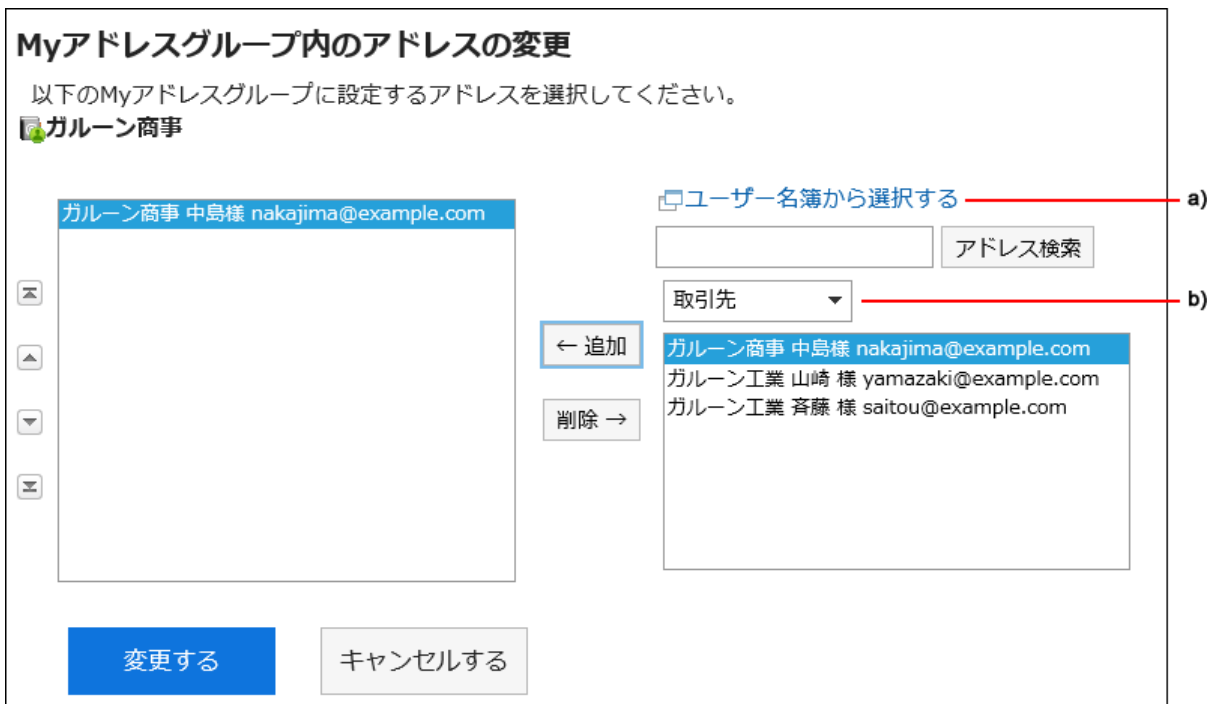 Myアドレスグループ内のアドレスの変更
以下のMyアドレスグループに設定するアドレスを選択してください。
ガルーン商事
ガルーン商事 中島様 nakajima@example.com
ユーザー名簿から選択する
a)
アドレス検索
取引先
b)
← 追加
削除 →
ガルーン商事 中島様 nakajima@example.com
ガルーン工業 山崎 様 yamazaki@example.com
ガルーン工業 斉藤 様 saitou@example.com
変更する
キャンセルする